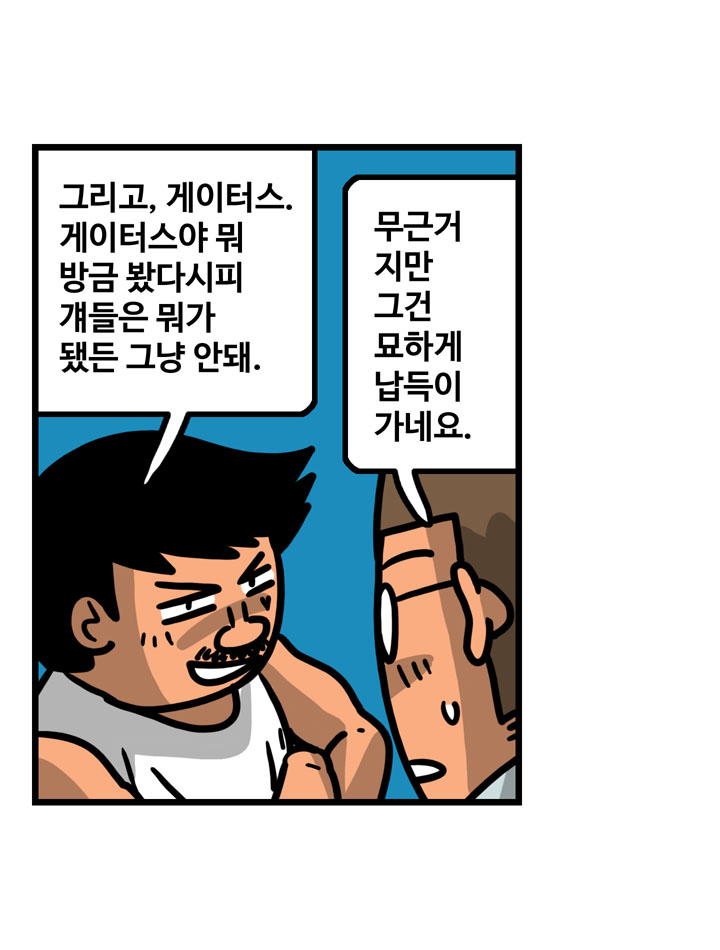 그리고, 게이터스.
게이터스야 뭐
방금 봤다시피
걔들은 뭐가
됐든 그냥 안돼.
무근거
지만
그건
묘하게
납득이
가네요.